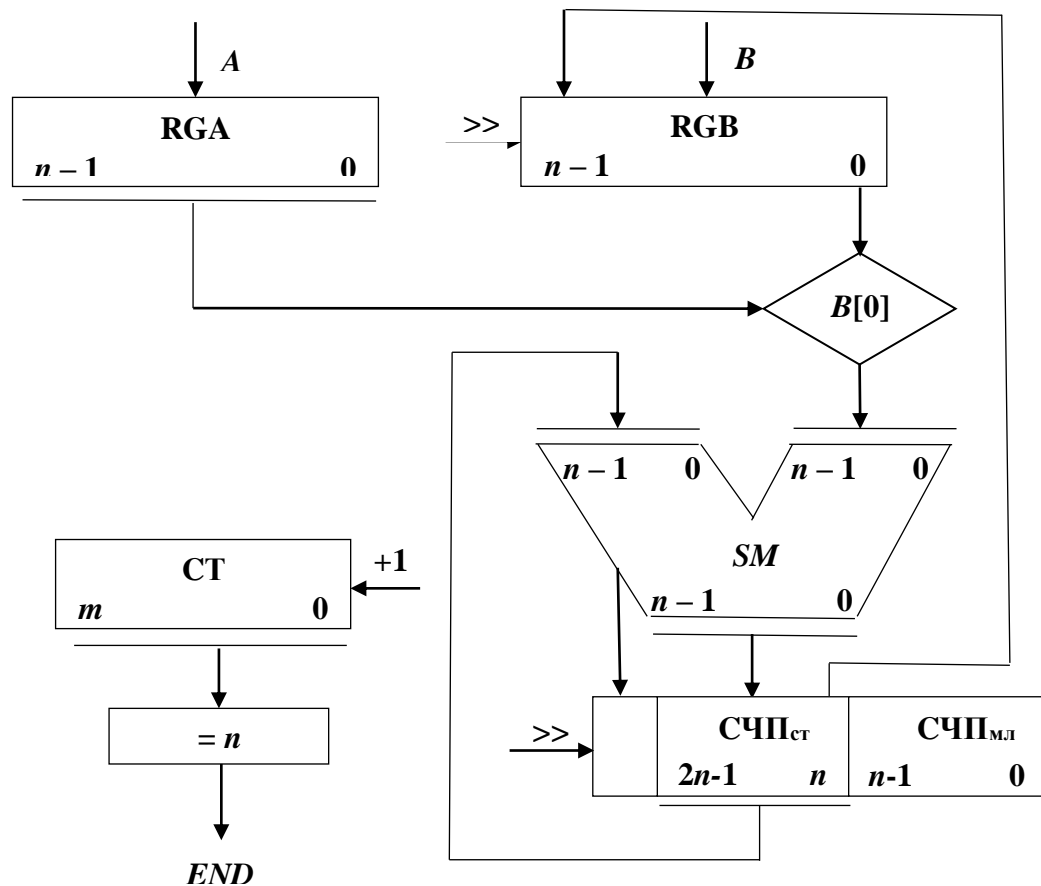 A
B
RGA
n – 1 0
>>
RGB
n – 1 0
B[0]
n – 1 0
n – 1 0
SM
n – 1 0
СТ
+1
m 0
= n
END
>>
СЧПст
2n-1 n
СЧПмл
n-1 0